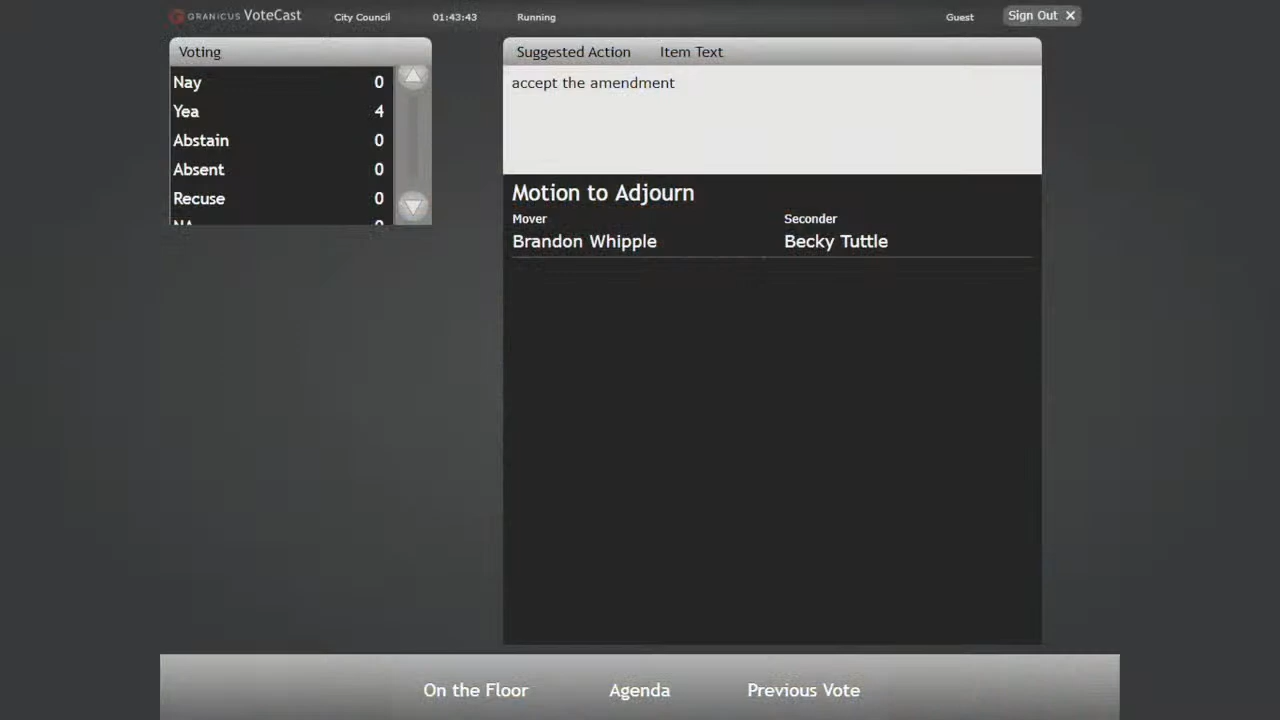 GRANICUS VoteCast City Council 01:43:43 Running Guest Sign Out X
Voting
Nay 0
Yea 4
Abstain 0
Absent 0
Recuse 0
NA 0
Suggested Action Item Text
accept the amendment
Motion to Adjourn
Mover Seconder
Brandon Whipple Becky Tuttle
On the Floor Agenda Previous Vote